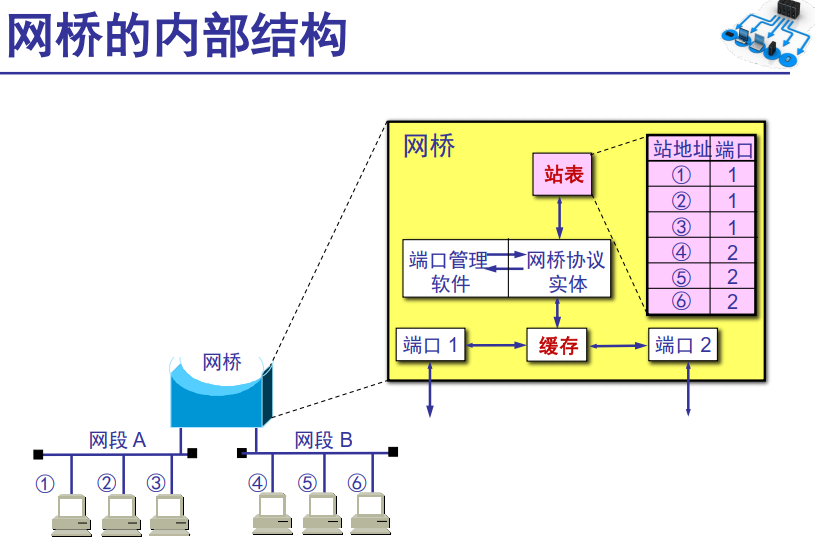 网桥的内部结构
网桥
站表
站地址 端口
① 1
② 1
③ 1
④ 2
⑤ 2
⑥ 2
端口管理
软件
网桥协议
实体
端口 1
缓存
端口 2
网桥
网段 A
网段 B
① ② ③ ④ ⑤ ⑥